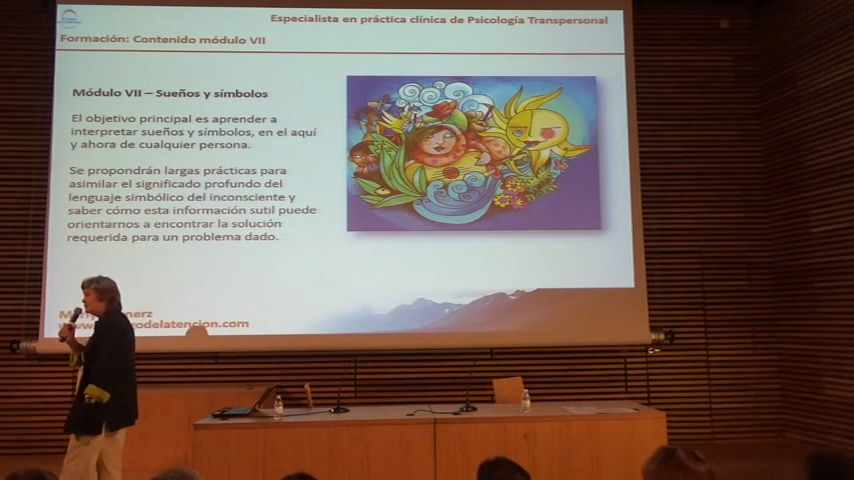 Especialista en práctica clínica de Psicología Transpersonal
Formación: Contenido módulo VII
Módulo VII – Sueños y símbolos
El objetivo principal es aprender a
interpretar sueños y símbolos, en el aquí
y ahora de cualquier persona.
Se propondrán largas prácticas para
asimilar el significado profundo del
lenguaje simbólico del inconsciente y
saber cómo esta información sutil puede
orientarnos a encontrar la solución
requerida para un problema dado.